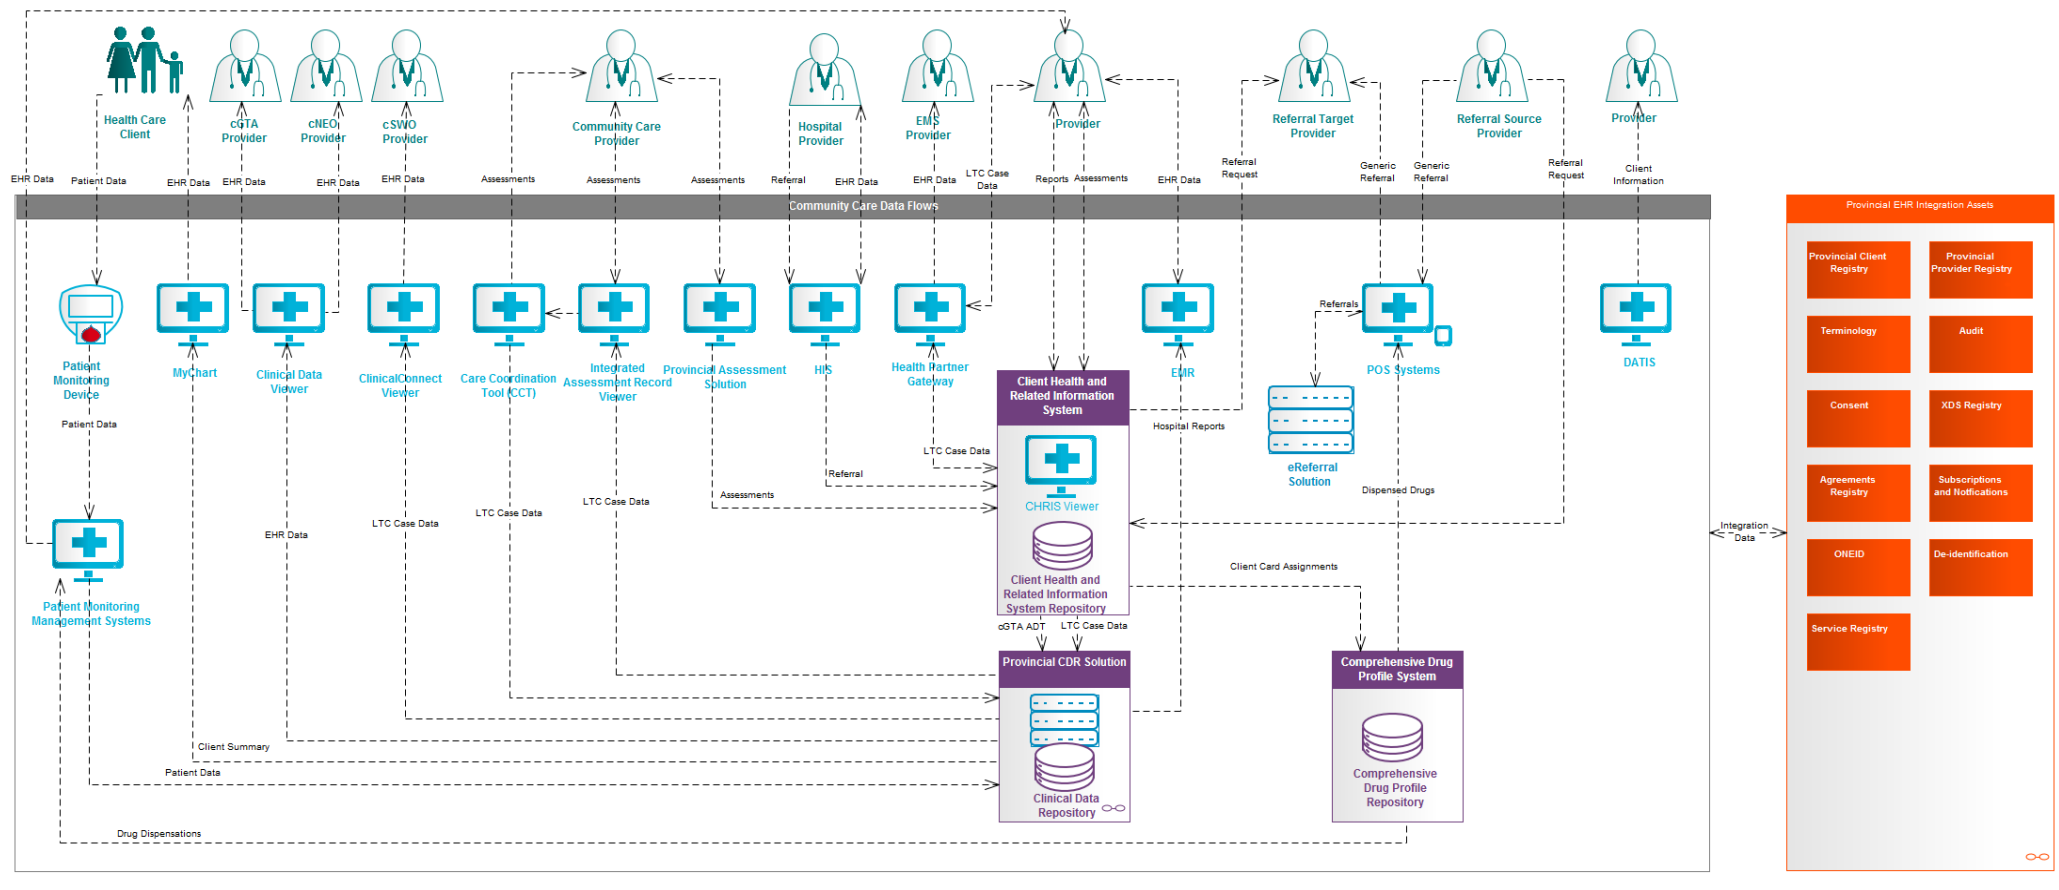 Health Care
Client
cGTA
Provider
cNEO
Provider
cSWO
Provider
Community Care
Provider
Hospital
Provider
EMS
Provider
Provider
Referral Target
Provider
Referral Source
Provider
Provider
EHR Data
Patient Data
EHR Data
EHR Data
EHR Data
EHR Data
Assessments
Assessments
Assessments
Referral
EHR Data
EHR Data
LTC Case
Data
Reports
Assessments
EHR Data
Referral
Request
Generic
Referral
Generic
Referral
Referral
Request
Client
Information
Community Care Data Flows
Provincial EHR Integration Assets
Provincial Client
Registry
Provincial
Provider Registry
Terminology
Audit
Consent
XDS Registry
Agreements
Registry
Subscriptions
and Notfications
ONEID
De-identification
Service Registry
Integration
Data
Patient
Monitoring
Device
MyChart
Clinical Data
Viewer
ClinicalConnect
Viewer
Care Coordination
Tool (CCT)
Integrated
Assessment Record
Viewer
Provincial Assessment
Solution
HIS
Health Partner
Gateway
EMR
Referrals
POS Systems
DATIS
Client Health and
Related Information
System
CHRIS Viewer
Client Health and
Related Information
System Repository
eReferral
Solution
Patient Data
Hospital Reports
LTC Case Data
Referral
Assessments
LTC Case Data
LTC Case Data
LTC Case Data
EHR Data
Dispensed Drugs
Client Card Assignments
Patient Monitoring
Management Systems
cGTA ADT
LTC Case Data
Provincial CDR Solution
Clinical Data
Repository
Comprehensive Drug
Profile System
Comprehensive
Drug Profile
Repository
Client Summary
Patient Data
Drug Dispensations